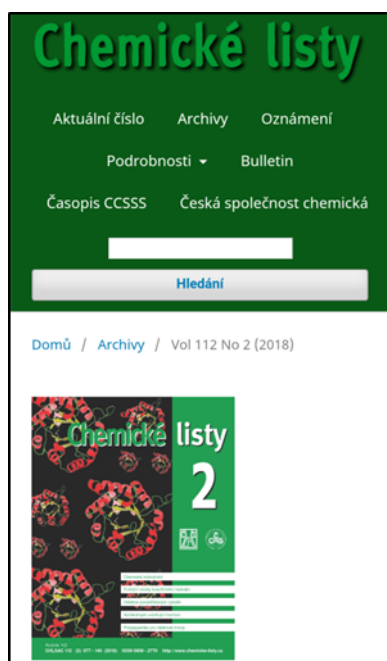 Chemické listy
Aktuální číslo Archivy Oznámení
Podrobnosti Bulletin
Časopis CCSSS Česká společnost chemická
Hledání
Domů / Archivy / Vol 112 No 2 (2018)
Chemické listy
2